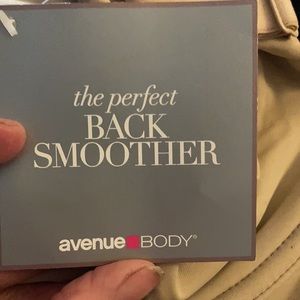 the perfect
BACK
SMOOTHER
avenue BODY®